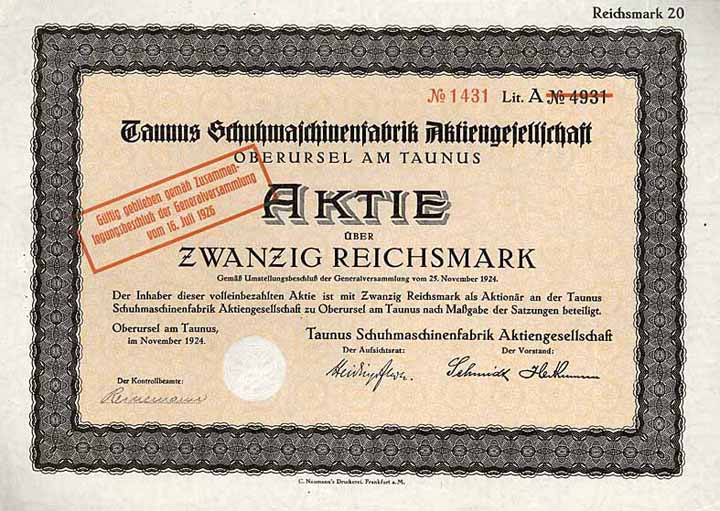 Reichsmark 20
№ 1431 Lit. A № 4931
Taunus Schuhmaschinenfabrik Aktiengesellschaft
OBERURSEL AM TAUNUS
Gültig geblieben gemäß Zusammen-
legungsbeschluß der Generalversammlung
vom 16. Juli 1926
AKTIE
ÜBER
ZWANZIG REICHSMARK
Gemäß Umstellungsbeschluß der Generalversammlung vom 25. November 1924.
Der Inhaber dieser volleinbezahlten Aktie ist mit Zwanzig Reichsmark als Aktionär an der Taunus
Schuhmaschinenfabrik Aktiengesellschaft zu Oberursel am Taunus nach Maßgabe der Satzungen beteiligt.
Oberursel am Taunus,
im November 1924.
Taunus Schuhmaschinenfabrik Aktiengesellschaft
Der Aufsichtsrat:
Der Vorstand:
Schmidt
Der Kontrollbeamte:
Reinemann
C. Naumann's Druckerei, Frankfurt a. M.